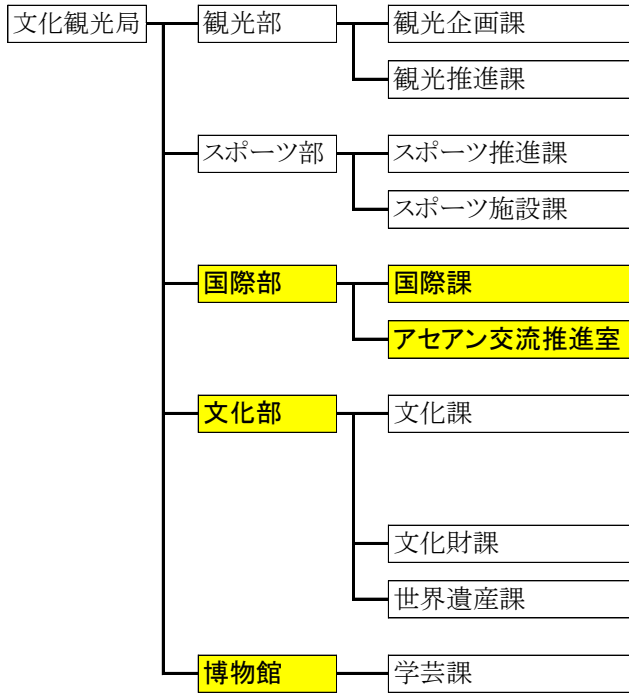 文化観光局
観光部
観光企画課
観光推進課
スポーツ部
スポーツ推進課
スポーツ施設課
国際部
国際課
アセアン交流推進室
文化部
文化課
文化財課
世界遺産課
博物館
学芸課